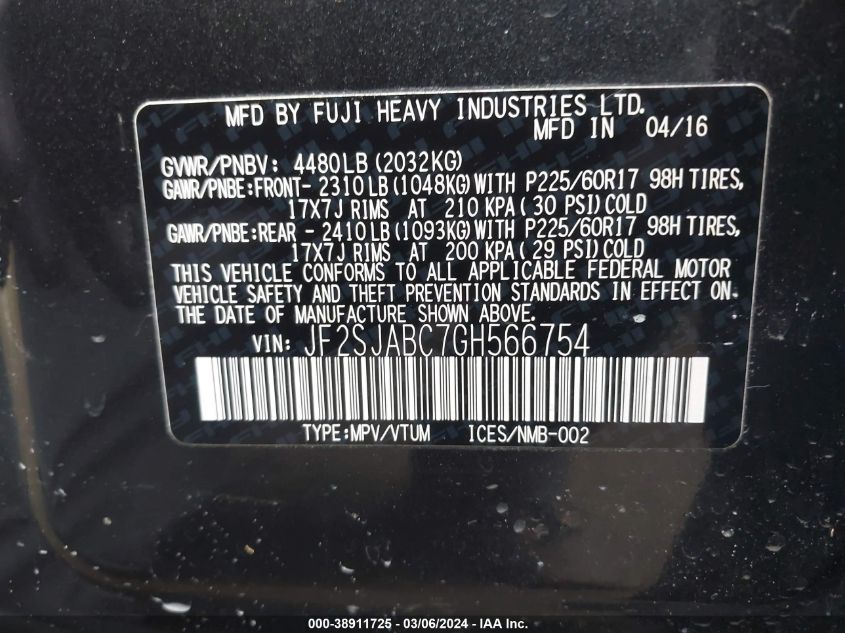 MFD BY FUJI HEAVY INDUSTRIES LTD.
MFD IN 04/16
GVWR/PNBV: 4480LB (2032KG)
GAWR/PNBE:FRONT- 2310LB (1048KG) WITH P225/60R17 98H TIRES,
17X7J RIMS AT 210 KPA ( 30 PSI) COLD
GAWR/PNBE:REAR - 2410LB (1093KG) WITH P225/60R17 98H TIRES,
17X7J RIMS AT 200 KPA (29 PSI) COLD
THIS VEHICLE CONFORMS TO ALL APPLICABLE FEDERAL MOTOR
VEHICLE SAFETY AND THEFT PREVENTION STANDARDS IN EFFECT ON
THE DATE OF MANUFACTURE SHOWN ABOVE.
VIN: JF2SJABC7GH566754
TYPE:MPV/VTUM ICES/NMB-002
000-38911725 - 03/06/2024 - IAA Inc.